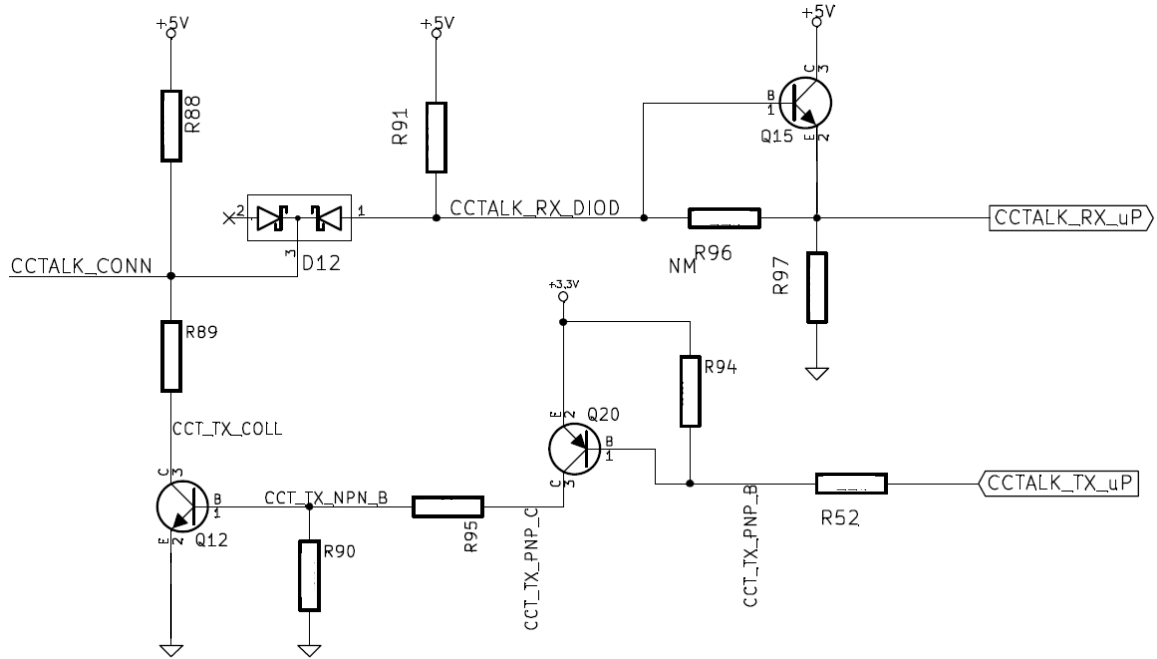 +5V
+5V
+5V
R88
R91
C
3
B
1
Q15
E
2
2
1
3
D12
CCTALK_RX_DIOD
R96
NM
CCTALK_RX_uP
R97
CCTALK_CONN
+3.3V
R89
R94
CCT_TX_COLL
E
2
Q20
B
1
C
3
C
3
B
1
Q12
E
2
CCT_TX_NPN_B
R95
R90
CCT_TX_PNP_C
CCT_TX_PNP_B
R52
CCTALK_TX_uP